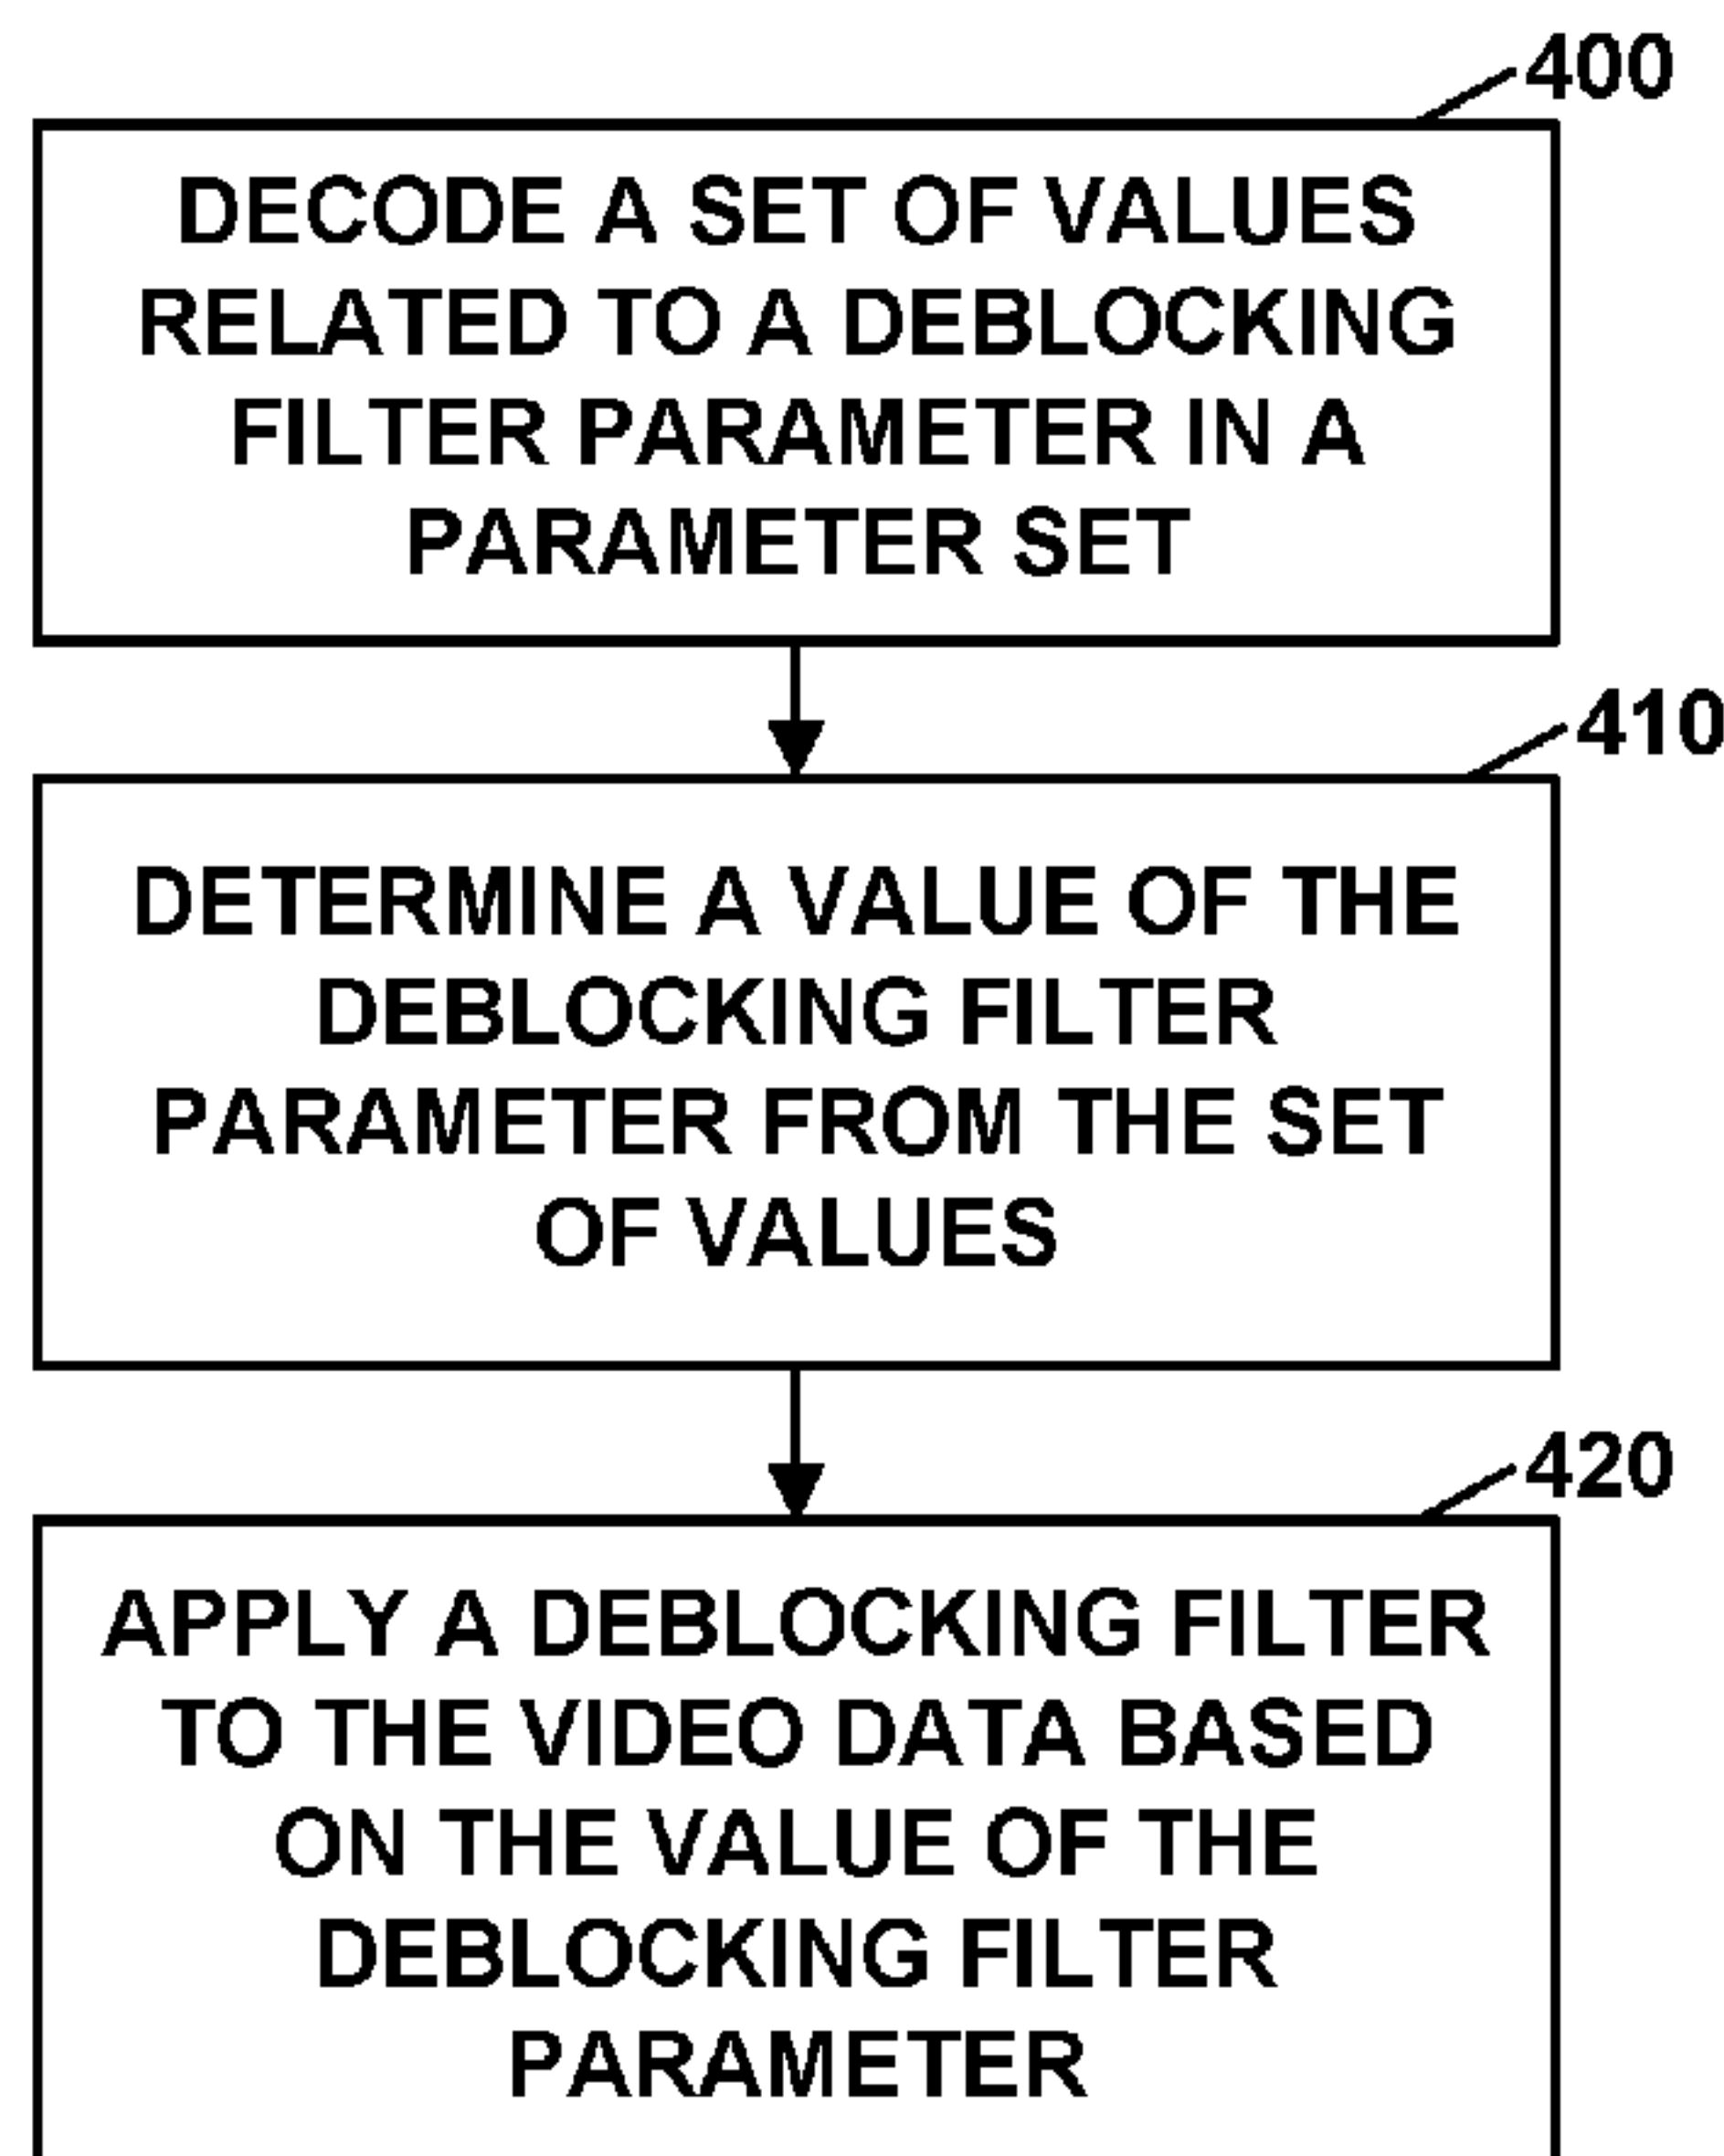 400
DECODE A SET OF VALUES
RELATED TO A DEBLOCKING
FILTER PARAMETER IN A
PARAMETER SET
410
DETERMINE A VALUE OF THE
DEBLOCKING FILTER
PARAMETER FROM THE SET
OF VALUES
420
APPLY A DEBLOCKING FILTER
TO THE VIDEO DATA BASED
ON THE VALUE OF THE
DEBLOCKING FILTER
PARAMETER